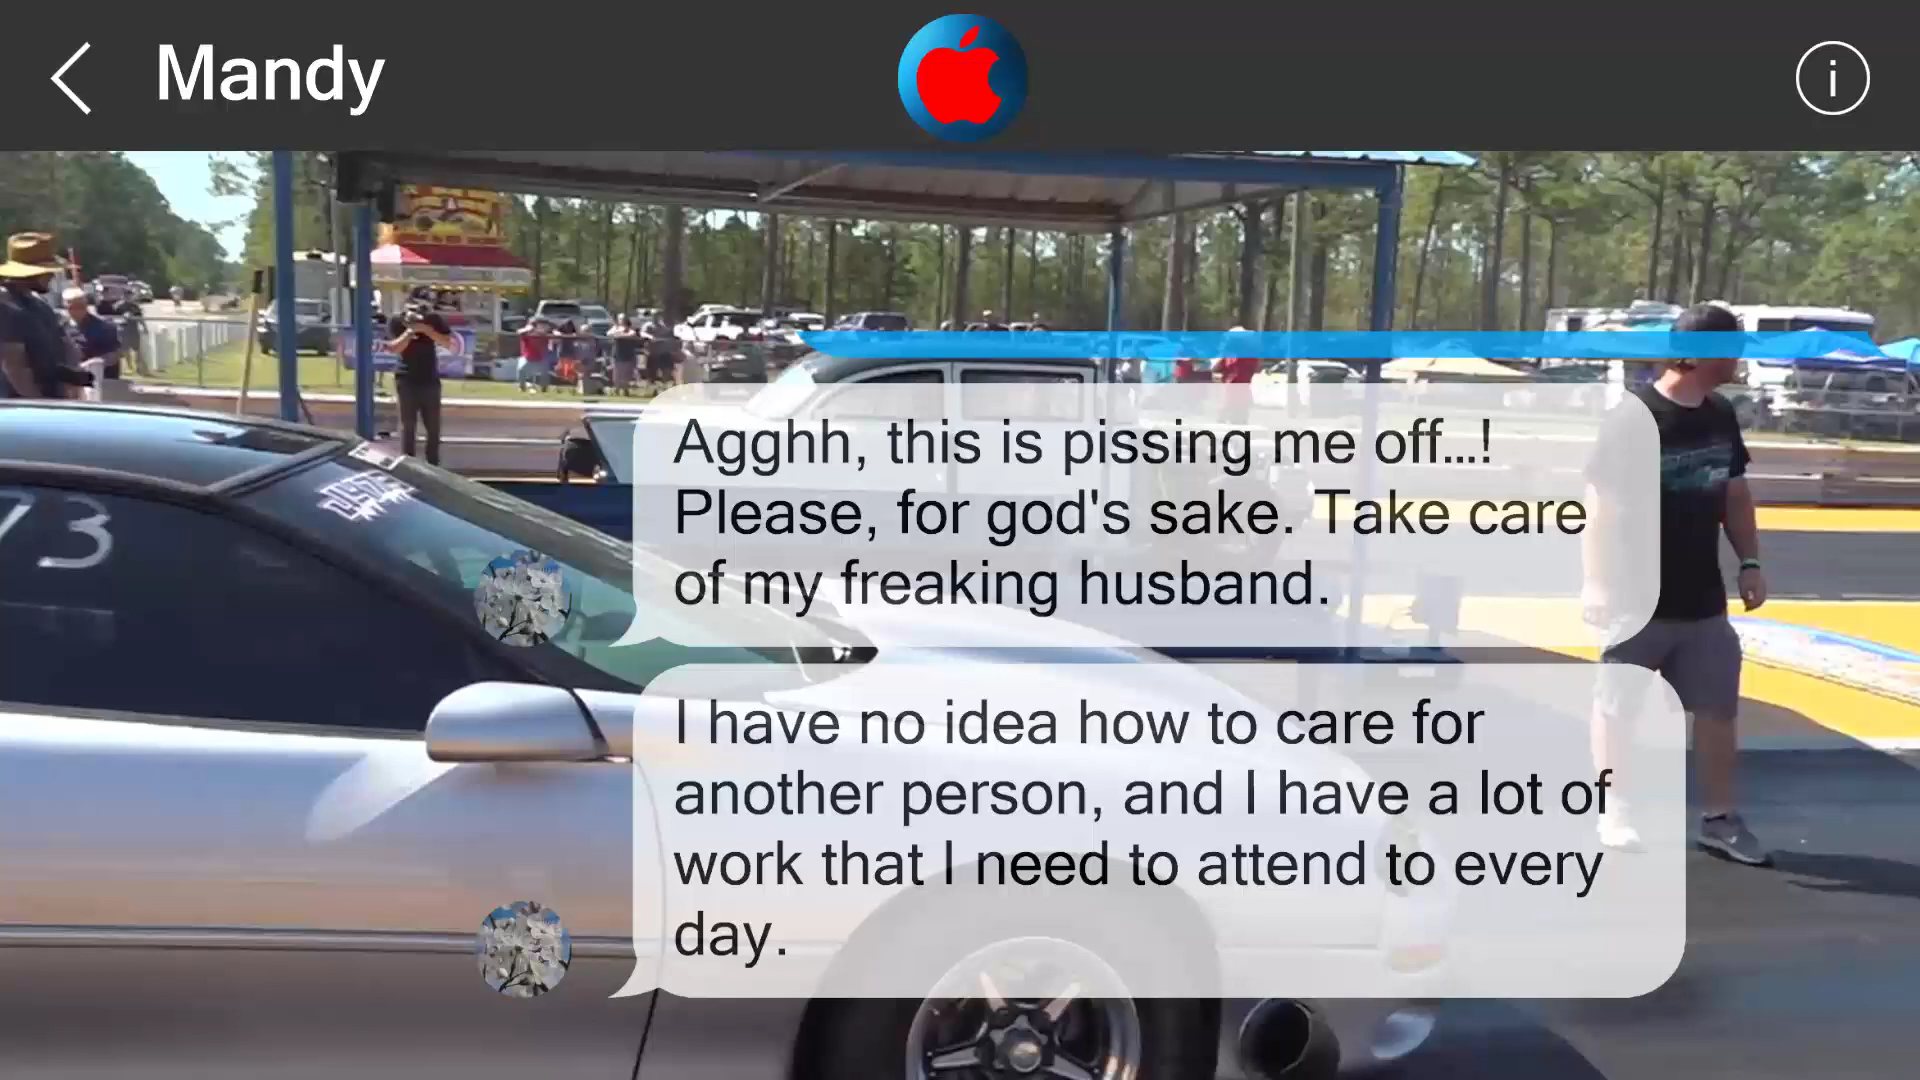 Mandy
i
Agghh, this is pissing me off...!
Please, for god's sake. Take care
of my freaking husband.
I have no idea how to care for
another person, and I have a lot of
work that I need to attend to every
day.
73